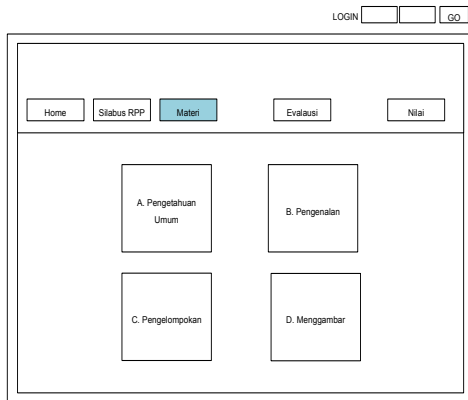 LOGIN GO
Home Silabus RPP Materi Evalausi Nilai
A. Pengetahuan
Umum
B. Pengenalan
C. Pengelompokan
D. Menggambar